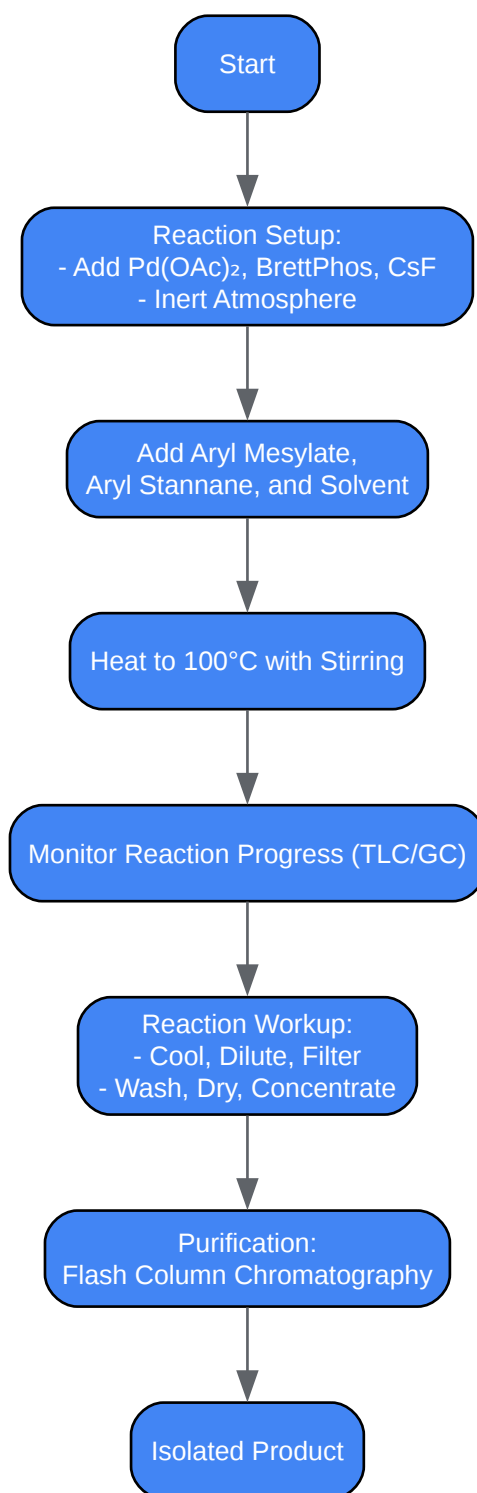 Start
Reaction Setup:
- Add Pd(OAc)₂, BrettPhos, CsF
- Inert Atmosphere
Add Aryl Mesylate,
Aryl Stannane, and Solvent
Heat to 100°C with Stirring
Monitor Reaction Progress (TLC/GC)
Reaction Workup:
- Cool, Dilute, Filter
- Wash, Dry, Concentrate
Purification:
Flash Column Chromatography
Isolated Product